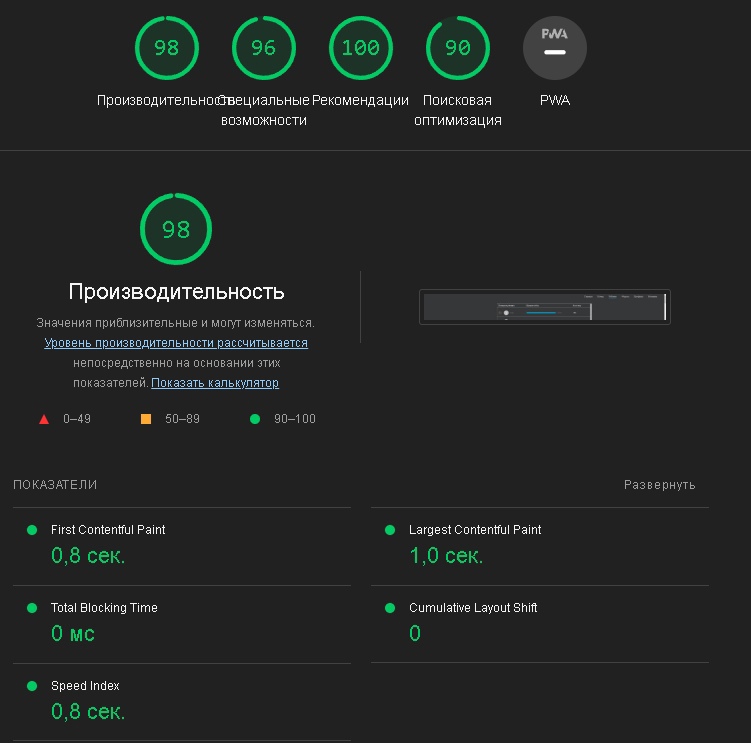 98
96
100
90
PWA
Производительность
Специальные
возможности
Рекомендации
Поисковая
оптимизация
PWA
98
Производительность
Значения приблизительные и могут изменяться.
Уровень производительности рассчитывается
непосредственно на основании этих
показателей. Показать калькулятор
0–49
50–89
90–100
ПОКАЗАТЕЛИ
Развернуть
First Contentful Paint
0,8 сек.
Largest Contentful Paint
1,0 сек.
Total Blocking Time
0 мс
Cumulative Layout Shift
0
Speed Index
0,8 сек.